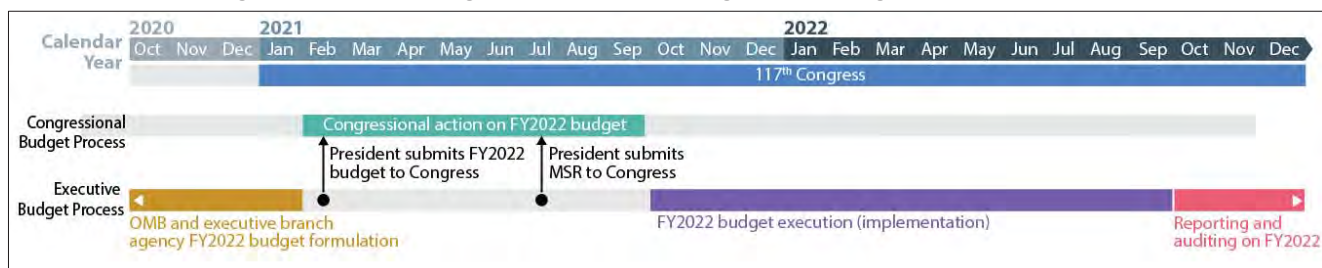 2020 2021 2022
Calendar Year
Oct Nov Dec Jan Feb Mar Apr May Jun Jul Aug Sep Oct Nov Dec Jan Feb Mar Apr May Jun Jul Aug Sep Oct Nov Dec
117th Congress
Congressional
Budget Process
Congressional action on FY2022 budget
President submits FY2022
budget to Congress
President submits
MSR to Congress
Executive
Budget Process
OMB and executive branch
agency FY2022 budget formulation
FY2022 budget execution (implementation)
Reporting and
auditing on FY2022